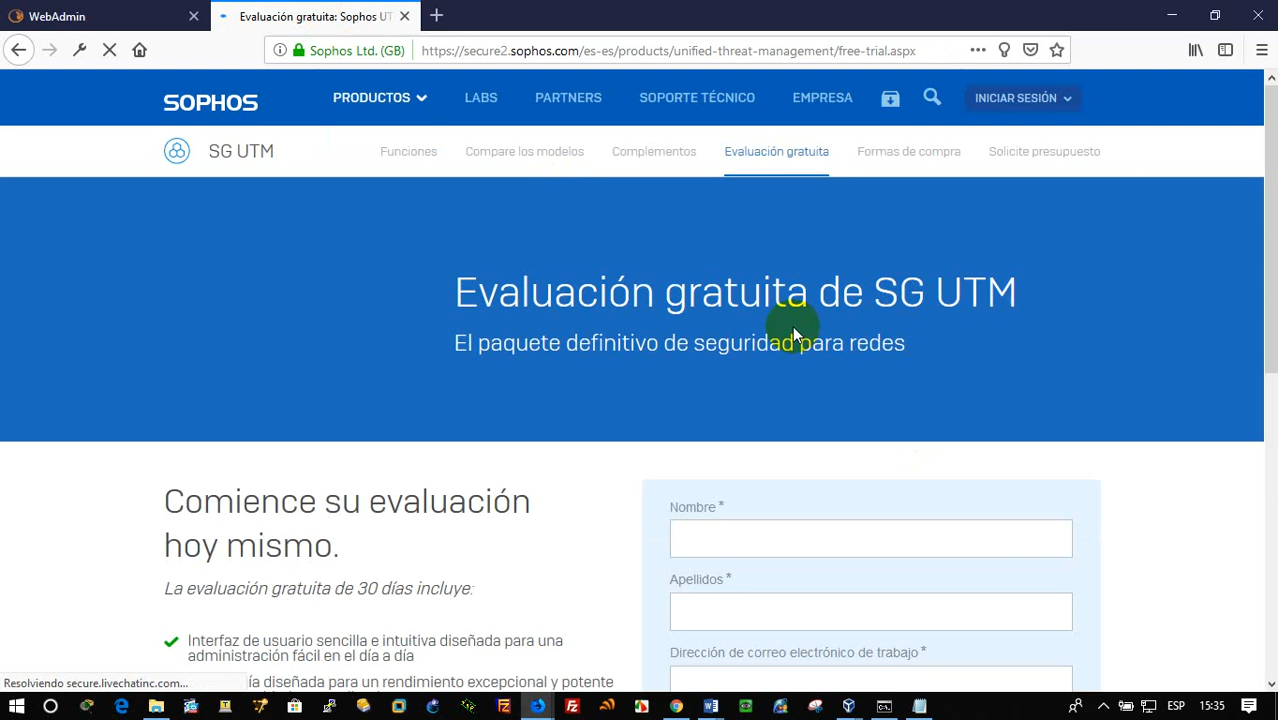 WebAdmin
Evaluación gratuita: Sophos UT
Sophos Ltd. (GB)
https://secure2.sophos.com/es-es/products/unified-threat-management/free-trial.aspx
SOPHOS
PRODUCTOS
LABS
PARTNERS
SOPORTE TÉCNICO
EMPRESA
INICIAR SESIÓN
SG UTM
Funciones
Compare los modelos
Complementos
Evaluación gratuita
Formas de compra
Solicite presupuesto
Evaluación gratuita de SG UTM
El paquete definitivo de seguridad para redes
Comience su evaluación
hoy mismo.
La evaluación gratuita de 30 días incluye:
Interfaz de usuario sencilla e intuitiva diseñada para una
administración fácil en el día a día
ía diseñada para un rendimiento excepcional y potente
Nombre *
Apellidos *
Dirección de correo electrónico de trabajo *
Resolviendo secure.livechatinc.com...
ESP
15:35